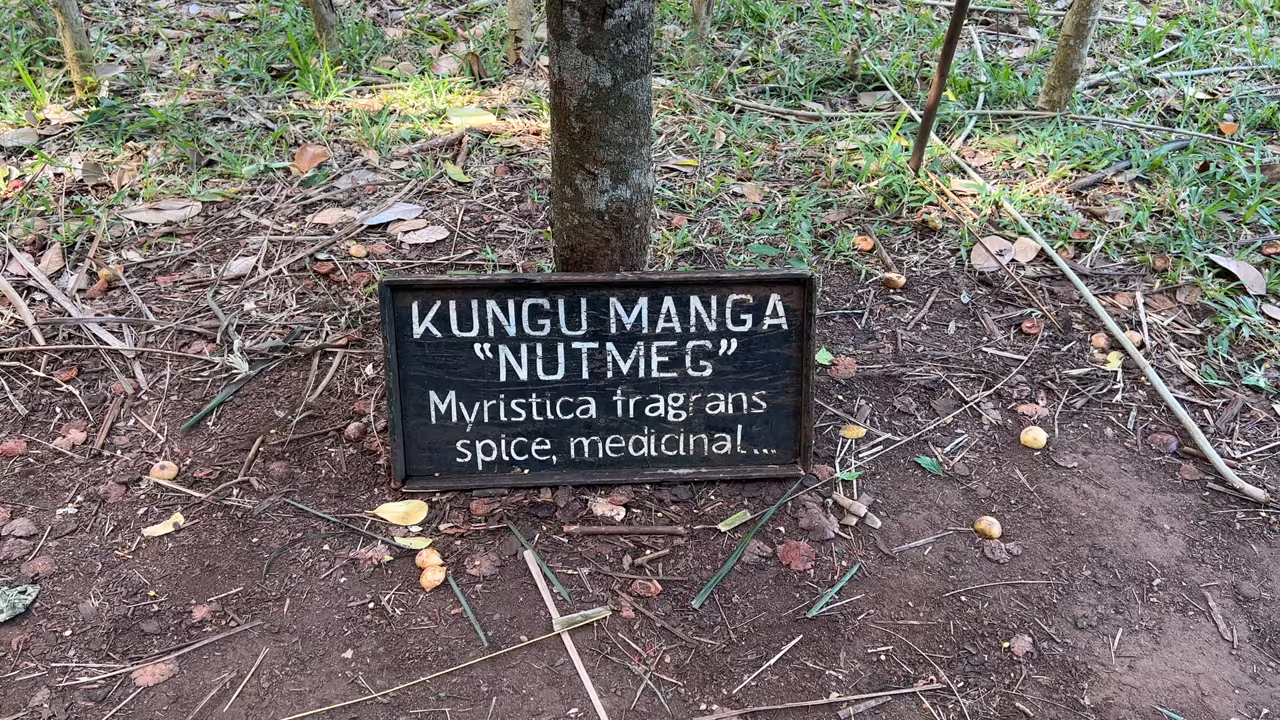 KUNGU MANGA
“NUTMEG”
Myristica fragrans
spice, medicinal...